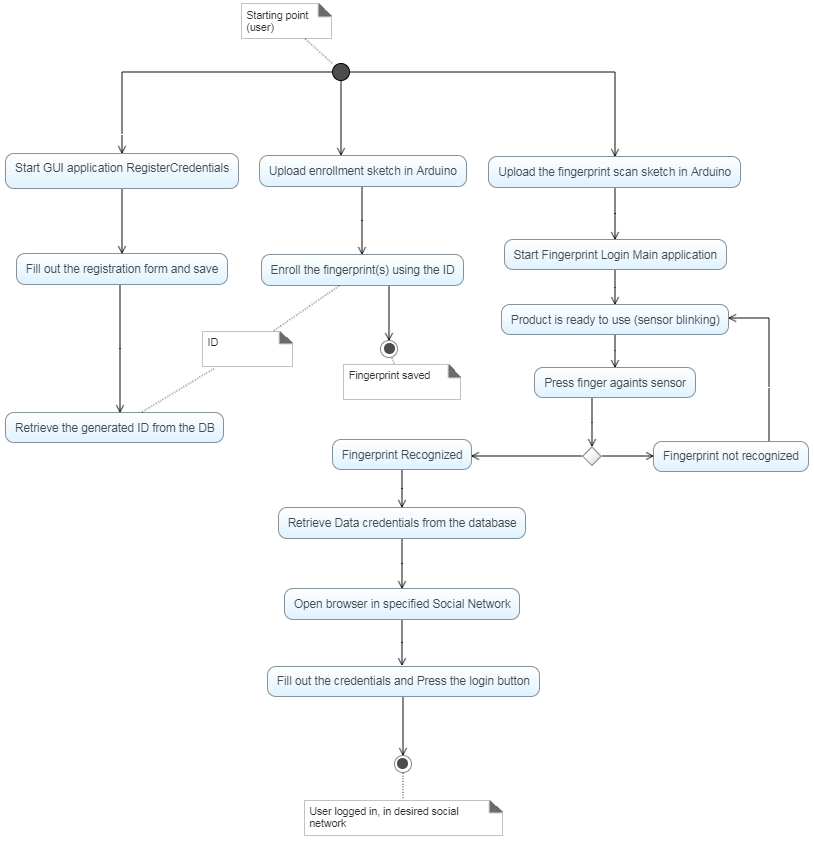 Starting point
(user)
Start GUI application RegisterCredentials
Upload enrollment sketch in Arduino
Upload the fingerprint scan sketch in Arduino
Fill out the registration form and save
Enroll the fingerprint(s) using the ID
Start Fingerprint Login Main application
Product is ready to use (sensor blinking)
ID
Fingerprint saved
Press finger againts sensor
Retrieve the generated ID from the DB
Fingerprint Recognized
Fingerprint not recognized
Retrieve Data credentials from the database
Open browser in specified Social Network
Fill out the credentials and Press the login button
User logged in, in desired social
network